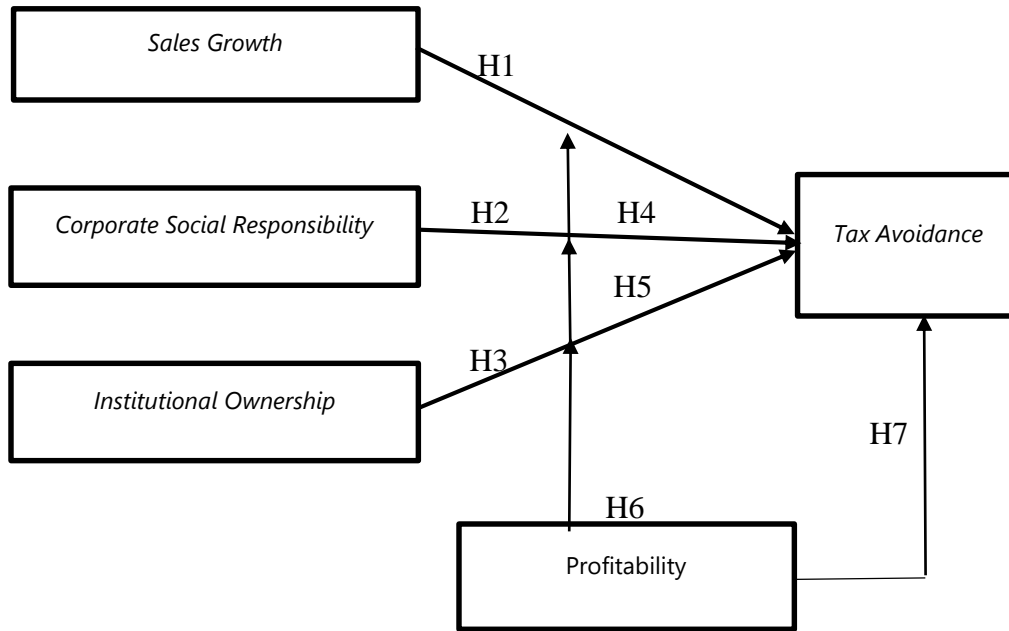 Sales Growth
H1
Corporate Social Responsibility
H2
H4
Tax Avoidance
H5
H3
Institutional Ownership
H7
H6
Profitability